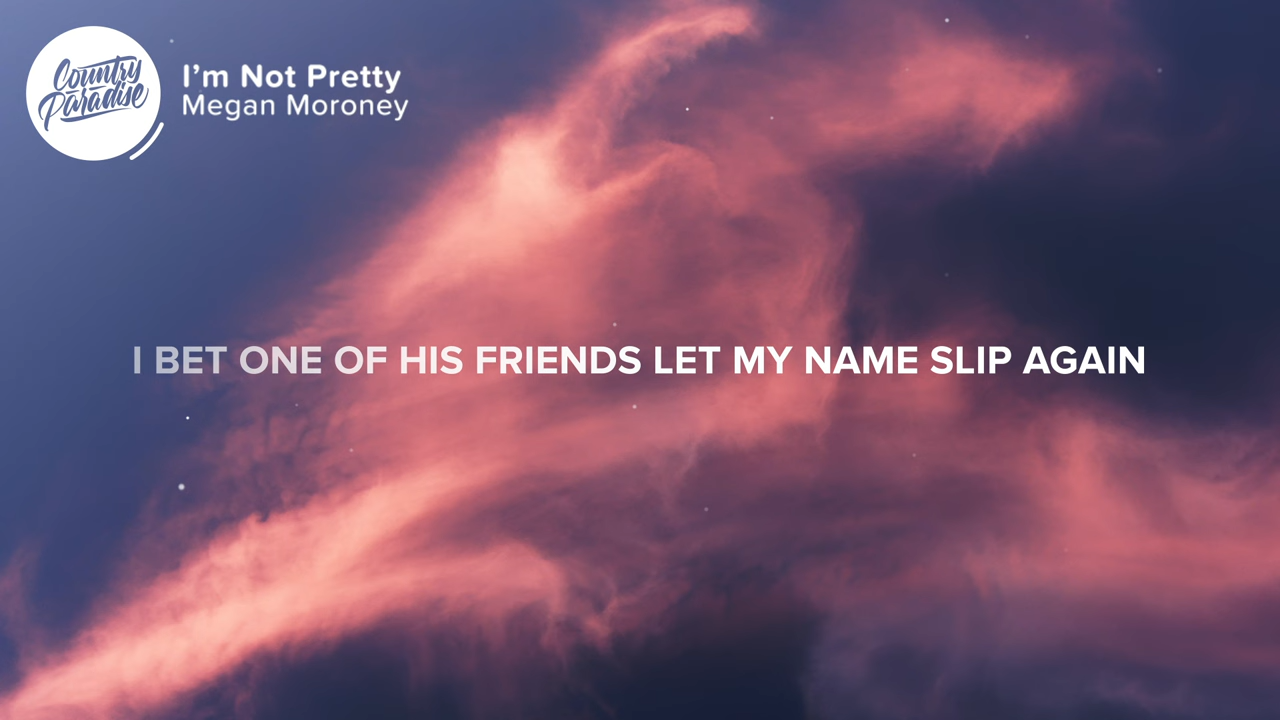 Country
Paradise
I'm Not Pretty
Megan Moroney
I BET ONE OF HIS FRIENDS LET MY NAME SLIP AGAIN